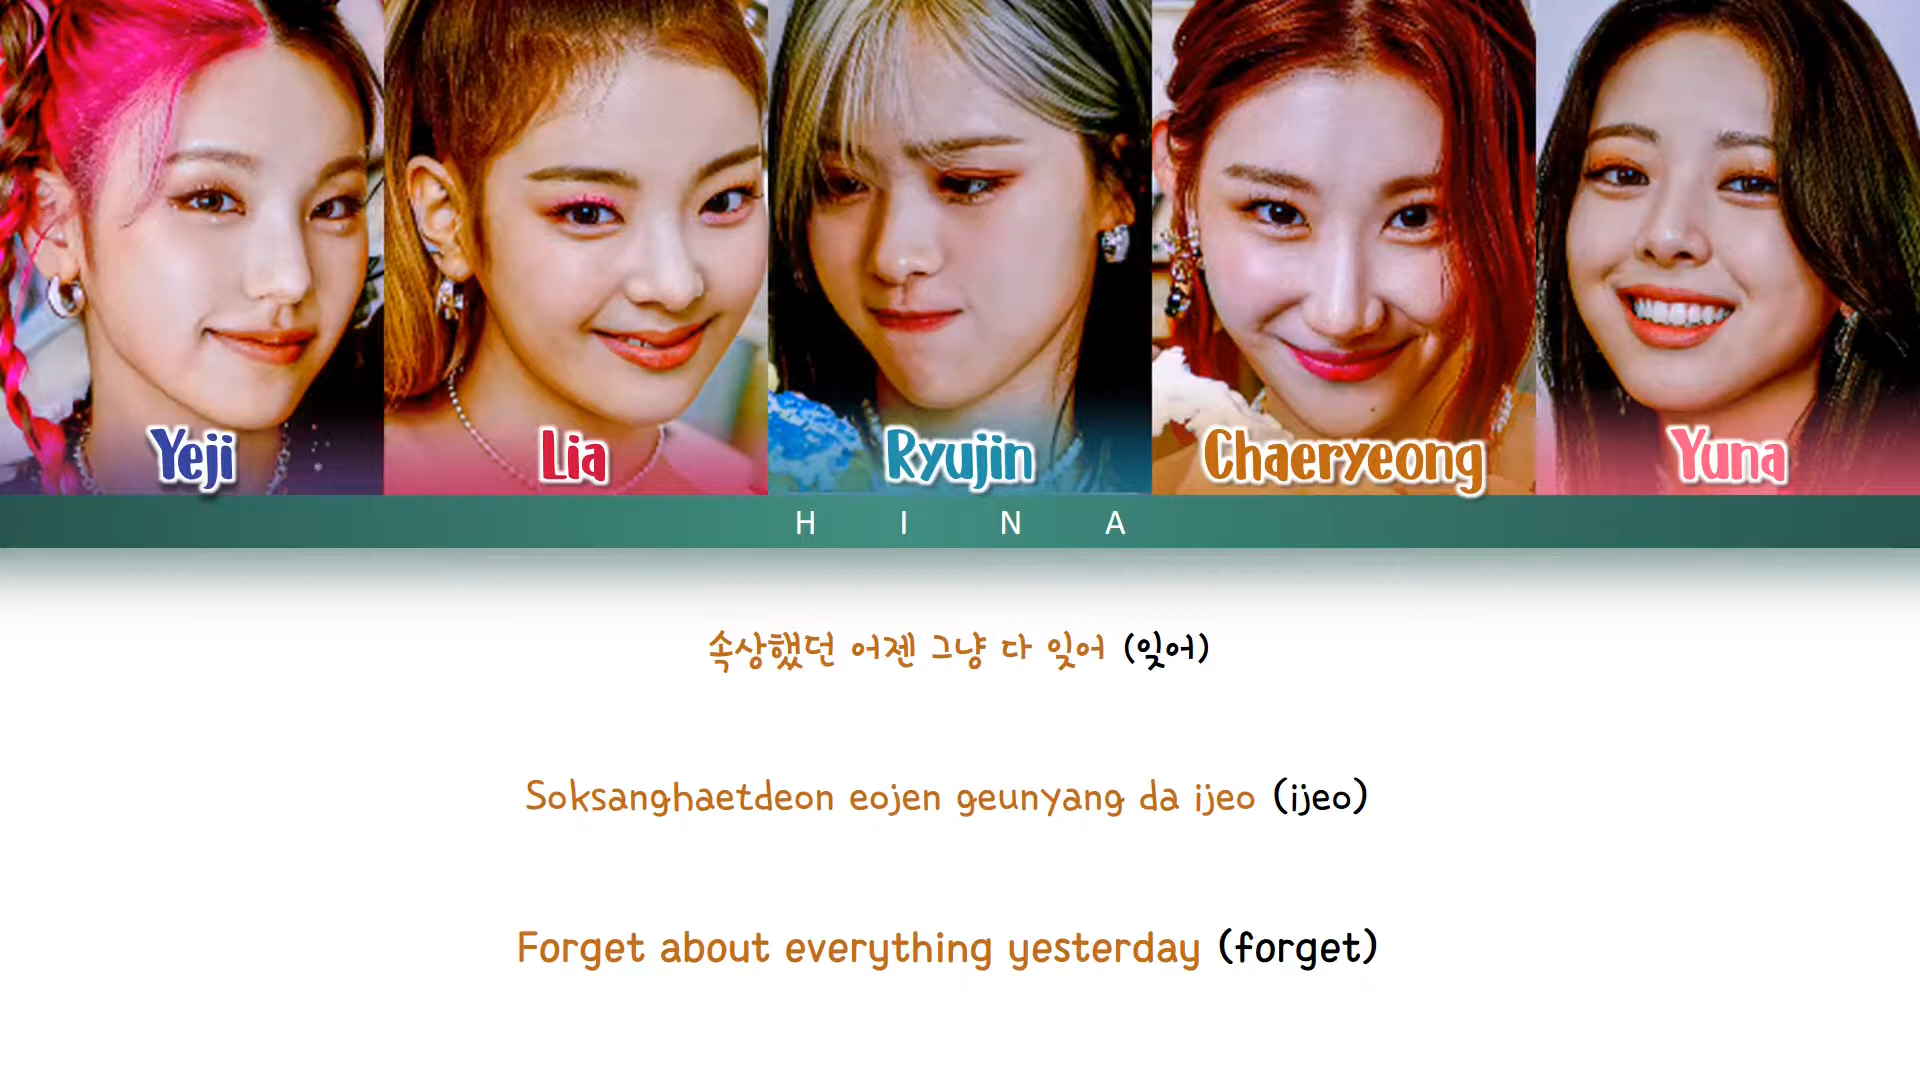 Yeji Lia Ryujin Chaeryeong Yuna
H I N A
속상했던 어젠 그냥 다 잊어 (잊어)
Soksanghaetdeon eojen geunyang da ijeo (ijeo)
Forget about everything yesterday (forget)